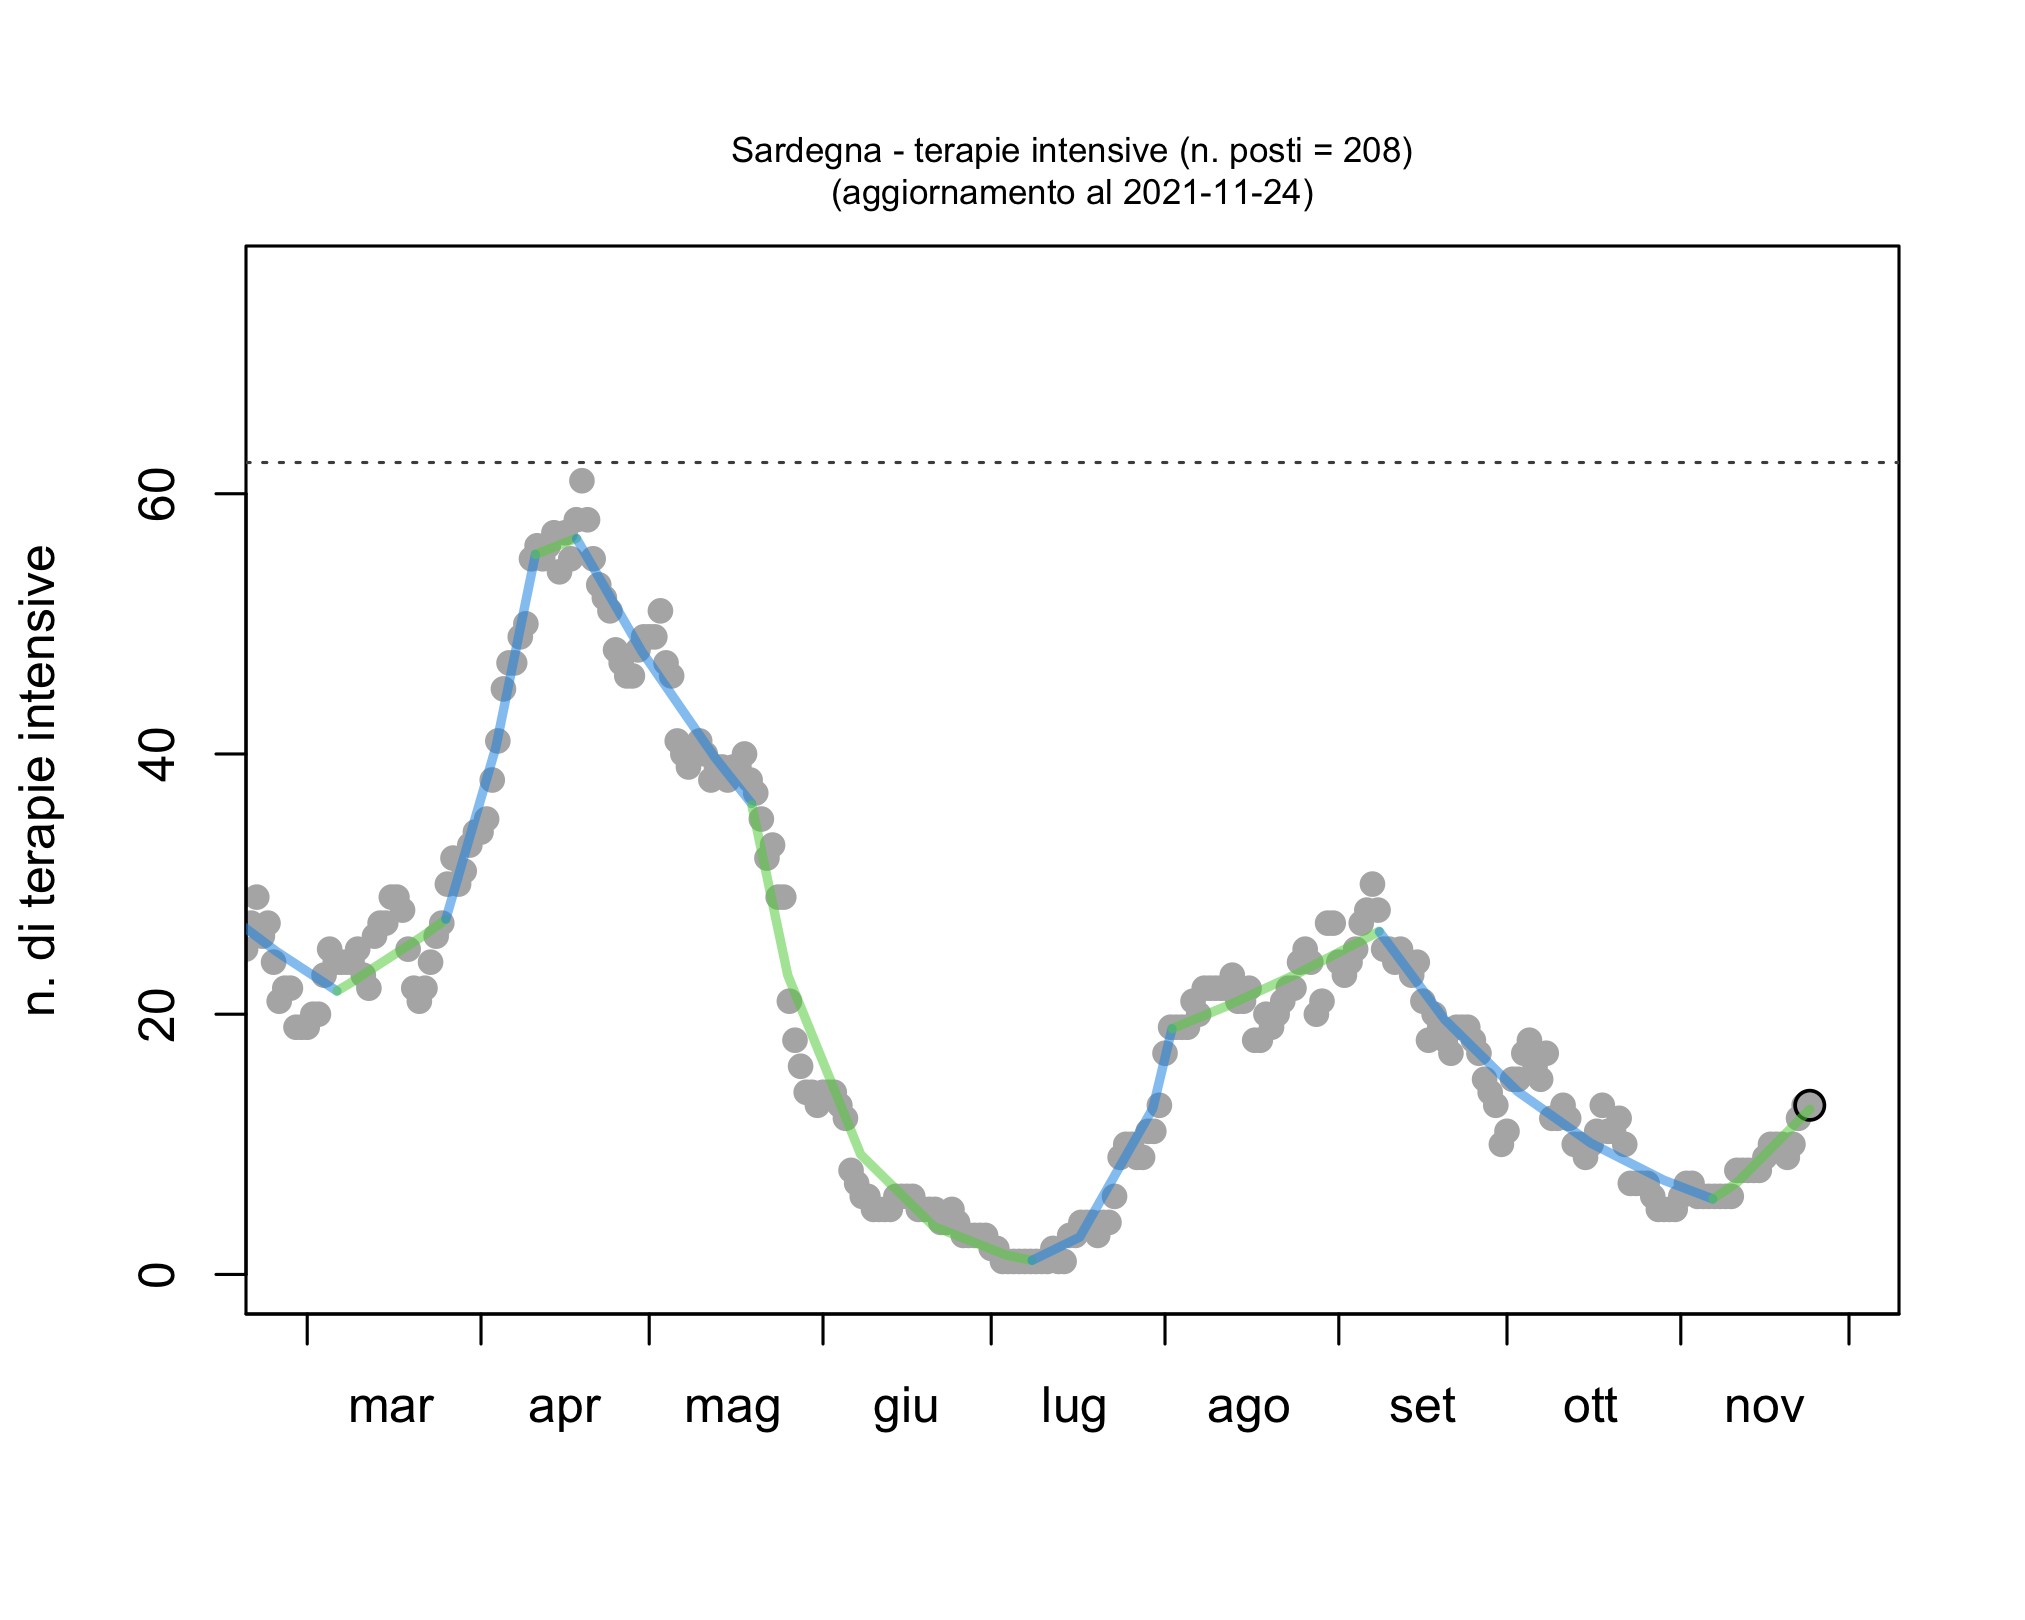 Sardegna - terapie intensive (n. posti = 208)
(aggiornamento al 2021-11-24)
n. di terapie intensive
60
40
20
0
mar apr mag giu lug ago set ott nov